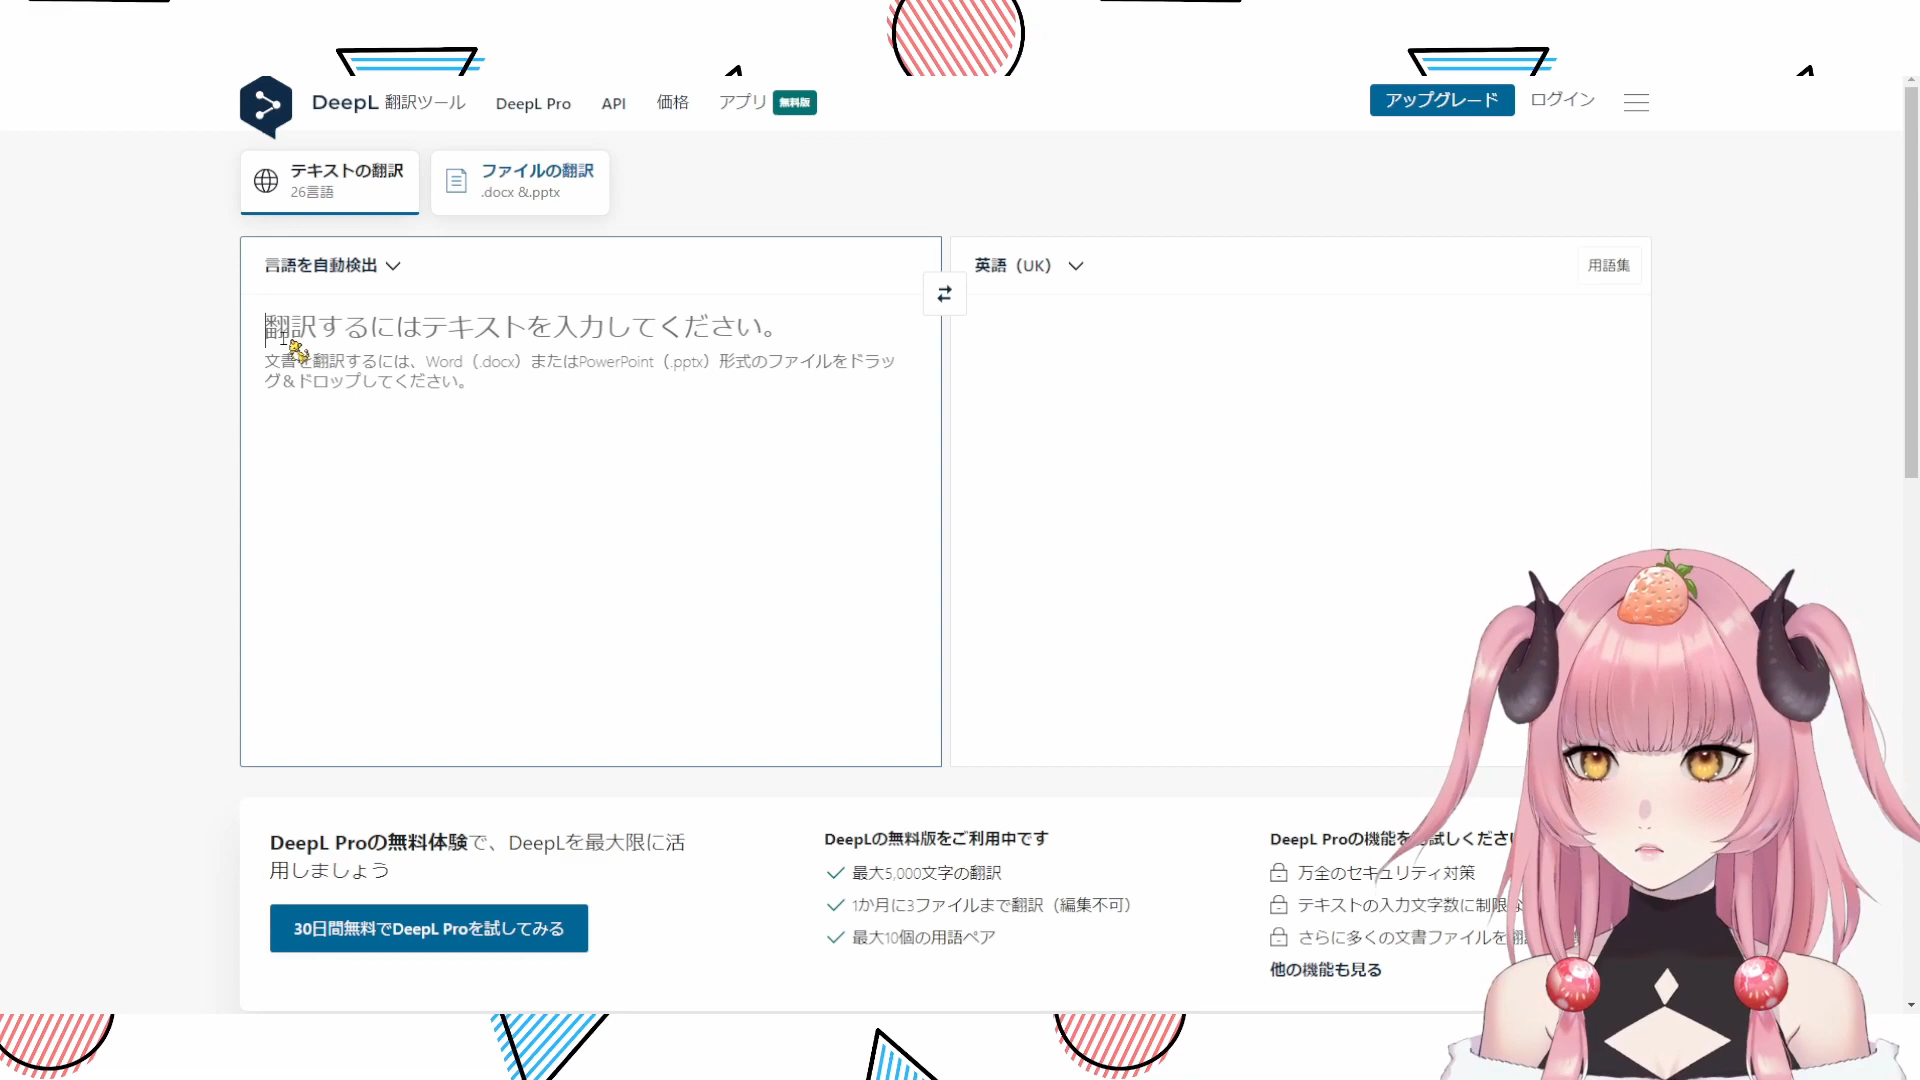 DeepL 翻訳ツール DeepL Pro API 価格 アプリ 無料版 アップグレード ログイン
テキストの翻訳
26言語
ファイルの翻訳
.docx &.pptx
言語を自動検出
英語（UK）
用語集
翻訳するにはテキストを入力してください。
文書を翻訳するには、Word（.docx）またはPowerPoint（.pptx）形式のファイルをドラッ
グ＆ドロップしてください。
DeepL Proの無料体験で、DeepLを最大限に活
用しましょう
30日間無料でDeepL Proを試してみる
DeepLの無料版をご利用中です
最大5,000文字の翻訳
1か月に3ファイルまで翻訳（編集不可）
最大10個の用語ペア
DeepL Proの機能をお試しくださ
万全のセキュリティ対策
テキストの入力文字数に制限な
さらに多くの文書ファイルを翻
他の機能も見る